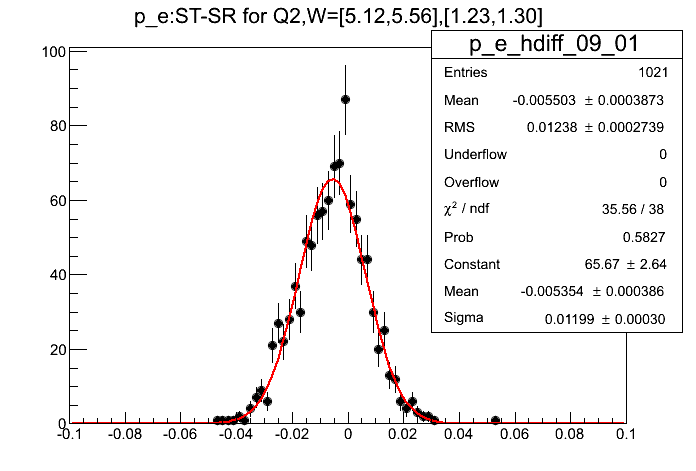 p_e:ST-SR for Q2,W=[5.12,5.56],[1.23,1.30]
p_e_hdiff_09_01
Entries 1021
Mean -0.005503 ± 0.0003873
RMS 0.01238 ± 0.0002739
Underflow 0
Overflow 0
χ² / ndf 35.56 / 38
Prob 0.5827
Constant 65.67 ± 2.64
Mean -0.005354 ± 0.000386
Sigma 0.01199 ± 0.00030
100
80
60
40
20
0
-0.1 -0.08 -0.06 -0.04 -0.02 0 0.02 0.04 0.06 0.08 0.1